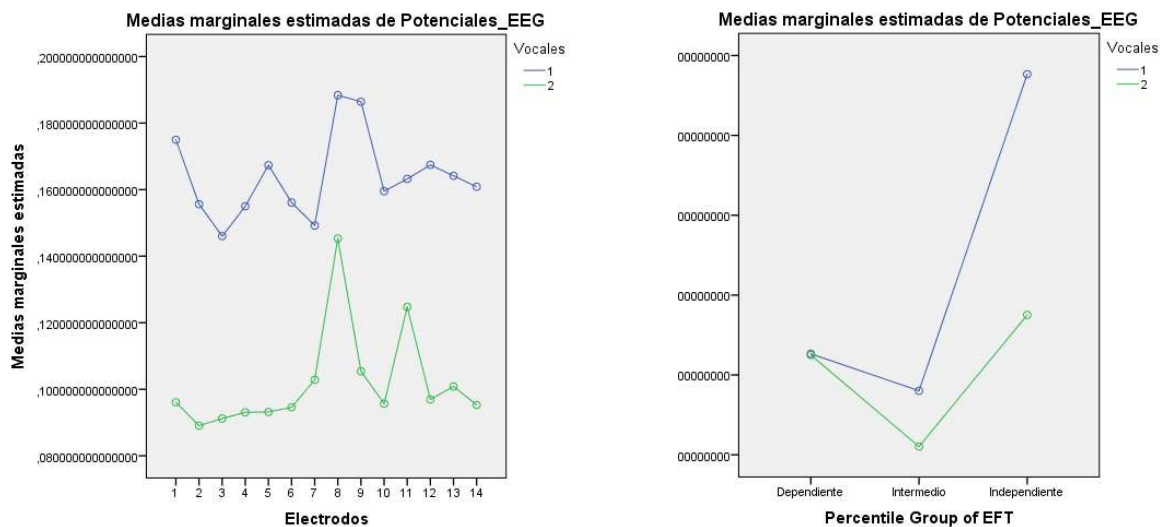 Medias marginales estimadas de Potenciales_EEG
Vocales
1
2
Medias marginales estimadas
,200000000000000
,180000000000000
,160000000000000
,140000000000000
,120000000000000
,100000000000000
,080000000000000
1 2 3 4 5 6 7 8 9 10 11 12 13 14
Electrodos
Medias marginales estimadas de Potenciales_EEG
Vocales
1
2
00000000
00000000
00000000
00000000
00000000
00000000
Dependiente Intermedio Independiente
Percentile Group of EFT